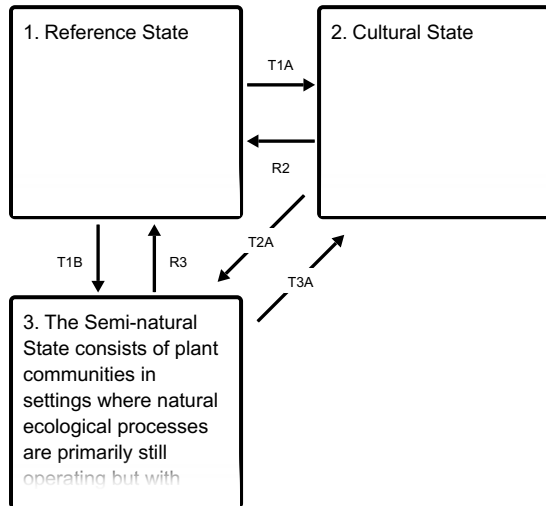 1. Reference State
2. Cultural State
T1A
R2
T1B
R3
T2A
T3A
3. The Semi-natural
State consists of plant
communities in
settings where natural
ecological processes
are primarily still
operating but with